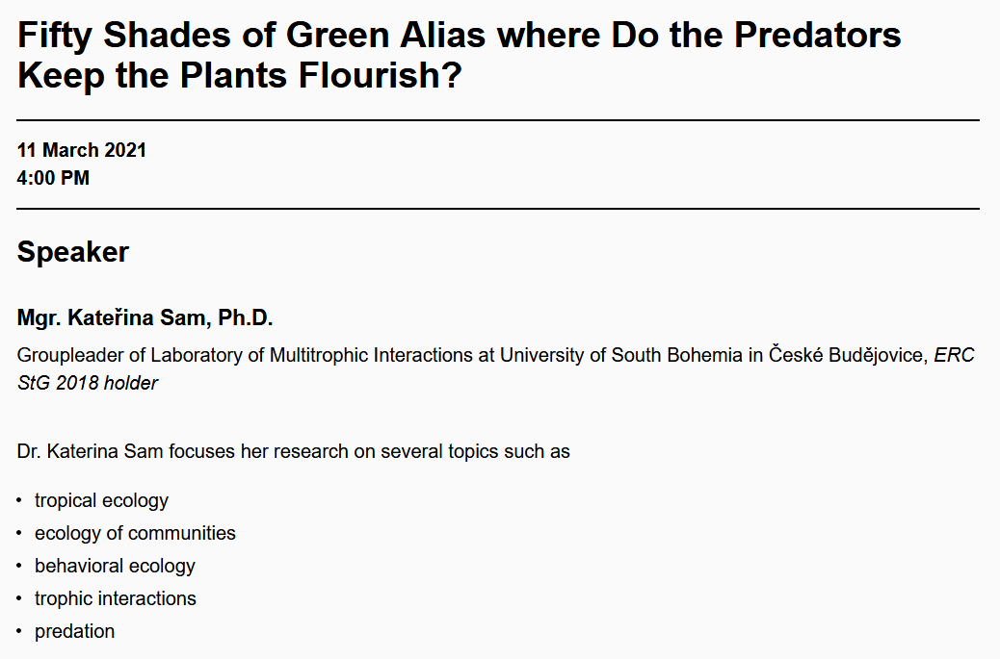 Fifty Shades of Green Alias where Do the Predators
Keep the Plants Flourish?
11 March 2021
4:00 PM
Speaker
Mgr. Kateřina Sam, Ph.D.
Groupleader of Laboratory of Multitrophic Interactions at University of South Bohemia in České Budějovice, ERC
StG 2018 holder
Dr. Katerina Sam focuses her research on several topics such as
• tropical ecology
• ecology of communities
• behavioral ecology
• trophic interactions
• predation